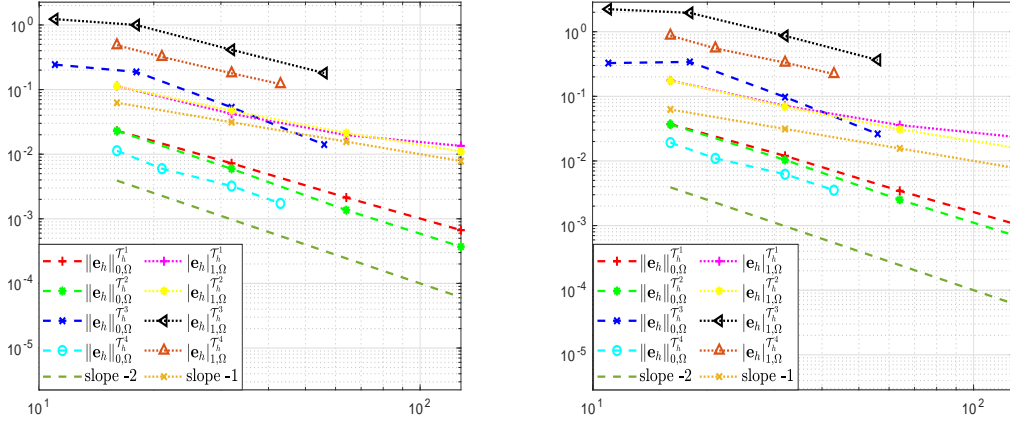 10^0
10^{-1}
10^{-2}
10^{-3}
10^{-4}
10^{-5}
‖e_h‖_{0,Ω}^{𝒯_h^1} |e_h|_{1,Ω}^{𝒯_h^1}
‖e_h‖_{0,Ω}^{𝒯_h^2} |e_h|_{1,Ω}^{𝒯_h^2}
‖e_h‖_{0,Ω}^{𝒯_h^3} |e_h|_{1,Ω}^{𝒯_h^3}
‖e_h‖_{0,Ω}^{𝒯_h^4} |e_h|_{1,Ω}^{𝒯_h^4}
slope -2 slope -1
10^1 10^2
10^0
10^{-1}
10^{-2}
10^{-3}
10^{-4}
10^{-5}
‖e_h‖_{0,Ω}^{𝒯_h^1} |e_h|_{1,Ω}^{𝒯_h^1}
‖e_h‖_{0,Ω}^{𝒯_h^2} |e_h|_{1,Ω}^{𝒯_h^2}
‖e_h‖_{0,Ω}^{𝒯_h^3} |e_h|_{1,Ω}^{𝒯_h^3}
‖e_h‖_{0,Ω}^{𝒯_h^4} |e_h|_{1,Ω}^{𝒯_h^4}
slope -2 slope -1
10^1 10^2